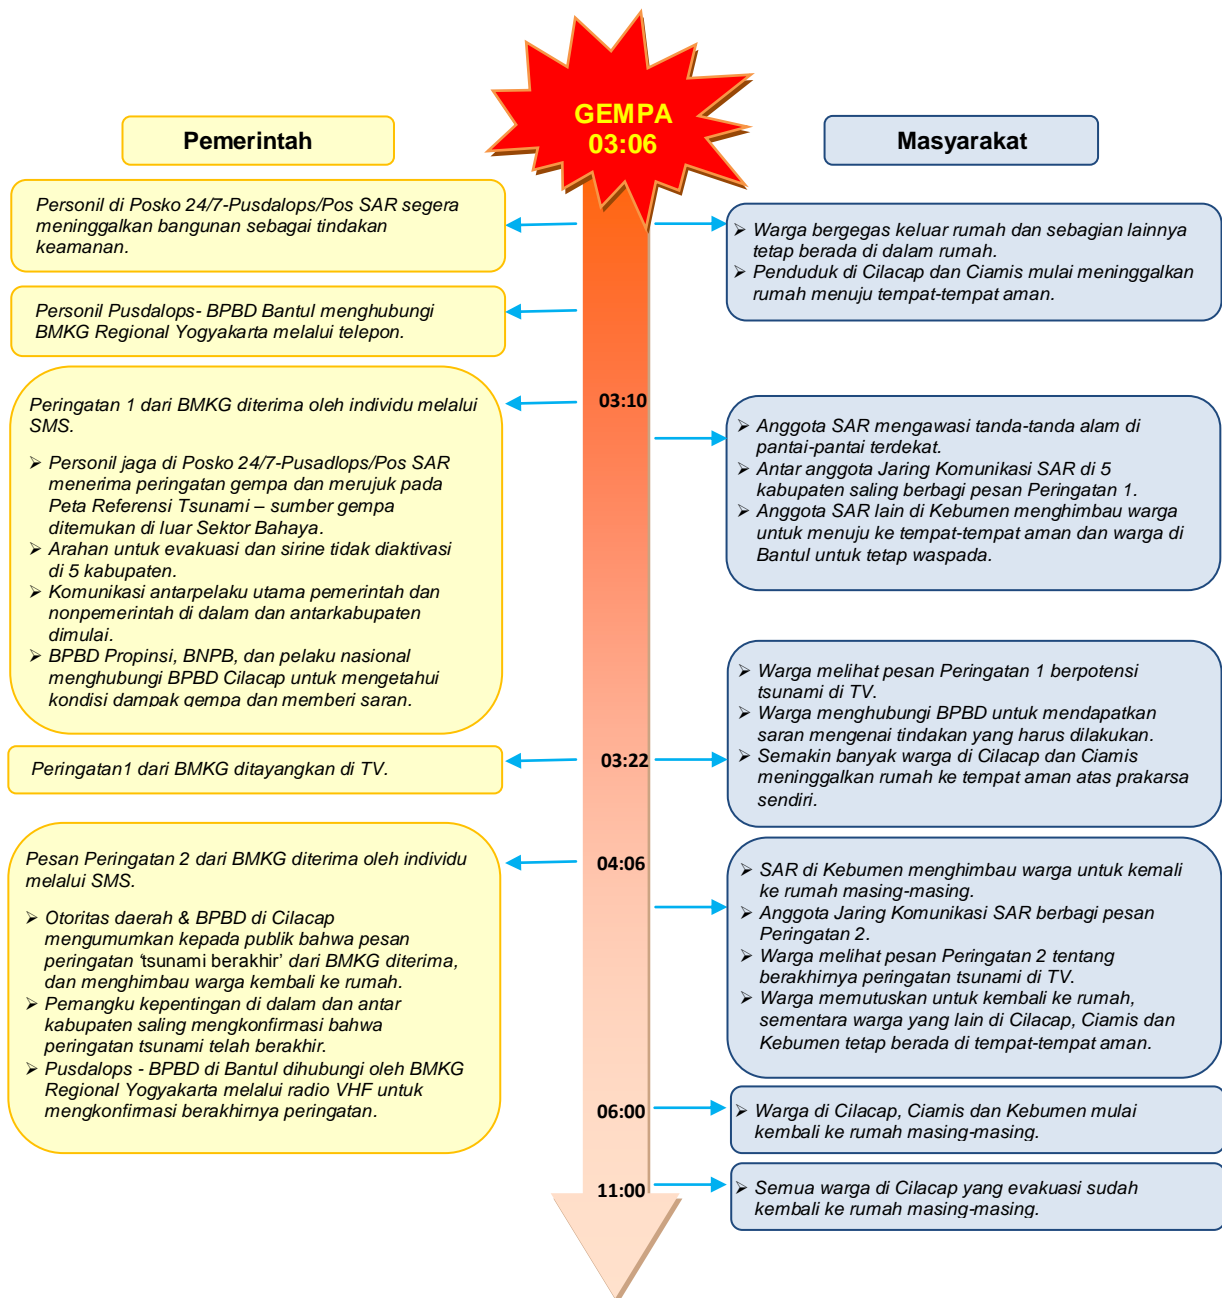 GEMPA
03:06
Pemerintah
Masyarakat
Personil di Posko 24/7-Pusdalops/Pos SAR segera
meninggalkan bangunan sebagai tindakan
keamanan.
➢ Warga bergegas keluar rumah dan sebagian lainnya
tetap berada di dalam rumah.
➢ Penduduk di Cilacap dan Ciamis mulai meninggalkan
rumah menuju tempat-tempat aman.
Personil Pusdalops- BPBD Bantul menghubungi
BMKG Regional Yogyakarta melalui telepon.
03:10
Peringatan 1 dari BMKG diterima oleh individu melalui
SMS.
➢ Personil jaga di Posko 24/7-Pusadlops/Pos SAR
menerima peringatan gempa dan merujuk pada
Peta Referensi Tsunami – sumber gempa
ditemukan di luar Sektor Bahaya.
➢ Arahan untuk evakuasi dan sirine tidak diaktivasi
di 5 kabupaten.
➢ Komunikasi antarpelaku utama pemerintah dan
nonpemerintah di dalam dan antarkabupaten
dimulai.
➢ BPBD Propinsi, BNPB, dan pelaku nasional
menghubungi BPBD Cilacap untuk mengetahui
kondisi dampak gempa dan memberi saran.
➢ Anggota SAR mengawasi tanda-tanda alam di
pantai-pantai terdekat.
➢ Antar anggota Jaring Komunikasi SAR di 5
kabupaten saling berbagi pesan Peringatan 1.
➢ Anggota SAR lain di Kebumen menghimbau warga
untuk menuju ke tempat-tempat aman dan warga di
Bantul untuk tetap waspada.
03:22
Peringatan1 dari BMKG ditayangkan di TV.
➢ Warga melihat pesan Peringatan 1 berpotensi
tsunami di TV.
➢ Warga menghubungi BPBD untuk mendapatkan
saran mengenai tindakan yang harus dilakukan.
➢ Semakin banyak warga di Cilacap dan Ciamis
meninggalkan rumah ke tempat aman atas prakarsa
sendiri.
04:06
Pesan Peringatan 2 dari BMKG diterima oleh individu
melalui SMS.
➢ Otoritas daerah & BPBD di Cilacap
mengumumkan kepada publik bahwa pesan
peringatan ‘tsunami berakhir’ dari BMKG diterima,
dan menghimbau warga kembali ke rumah.
➢ Pemangku kepentingan di dalam dan antar
kabupaten saling mengkonfirmasi bahwa
peringatan tsunami telah berakhir.
➢ Pusdalops - BPBD di Bantul dihubungi oleh BMKG
Regional Yogyakarta melalui radio VHF untuk
mengkonfirmasi berakhirnya peringatan.
➢ SAR di Kebumen menghimbau warga untuk kemali
ke rumah masing-masing.
➢ Anggota Jaring Komunikasi SAR berbagi pesan
Peringatan 2.
➢ Warga melihat pesan Peringatan 2 tentang
berakhirnya peringatan tsunami di TV.
➢ Warga memutuskan untuk kembali ke rumah,
sementara warga yang lain di Cilacap, Ciamis dan
Kebumen tetap berada di tempat-tempat aman.
06:00
➢ Warga di Cilacap, Ciamis dan Kebumen mulai
kembali ke rumah masing-masing.
11:00
➢ Semua warga di Cilacap yang evakuasi sudah
kembali ke rumah masing-masing.